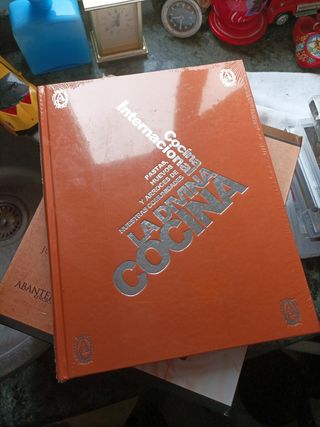 Cocina
Internacional
PASTAS,
HUEVOS
Y ARROCES DE
NUESTRAS COMUNIDADES
LA DIVINA
COCINA
ABANTE